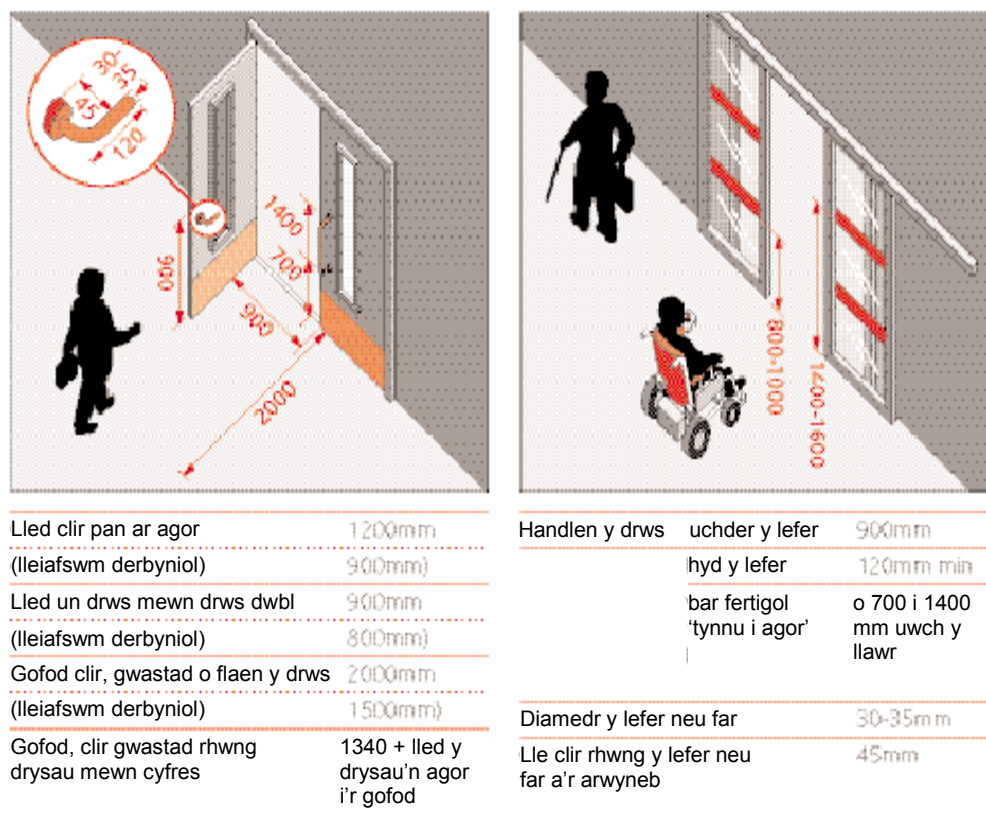 30-
35
45
120
900
1400
700
900
2000
800-1000
1400-1600
Lled clir pan ar agor 1200mm
(lleiafswm derbyniol) 900mm)
Lled un drws mewn drws dwbl 900mm
(lleiafswm derbyniol) 800mm)
Gofod clir, gwastad o flaen y drws 2000mm
(lleiafswm derbyniol) 1500mm)
Gofod, clir gwastad rhwng 1340 + lled y
drysau mewn cyfres drysau'n agor
i'r gofod
Handlen y drws uchder y lefer 900mm
hyd y lefer 120mm min
bar fertigol o 700 i 1400
‘tynnu i agor’ mm uwch y
llawr
Diamedr y lefer neu far 30-35mm
Lle clir rhwng y lefer neu 45mm
far a'r arwyneb